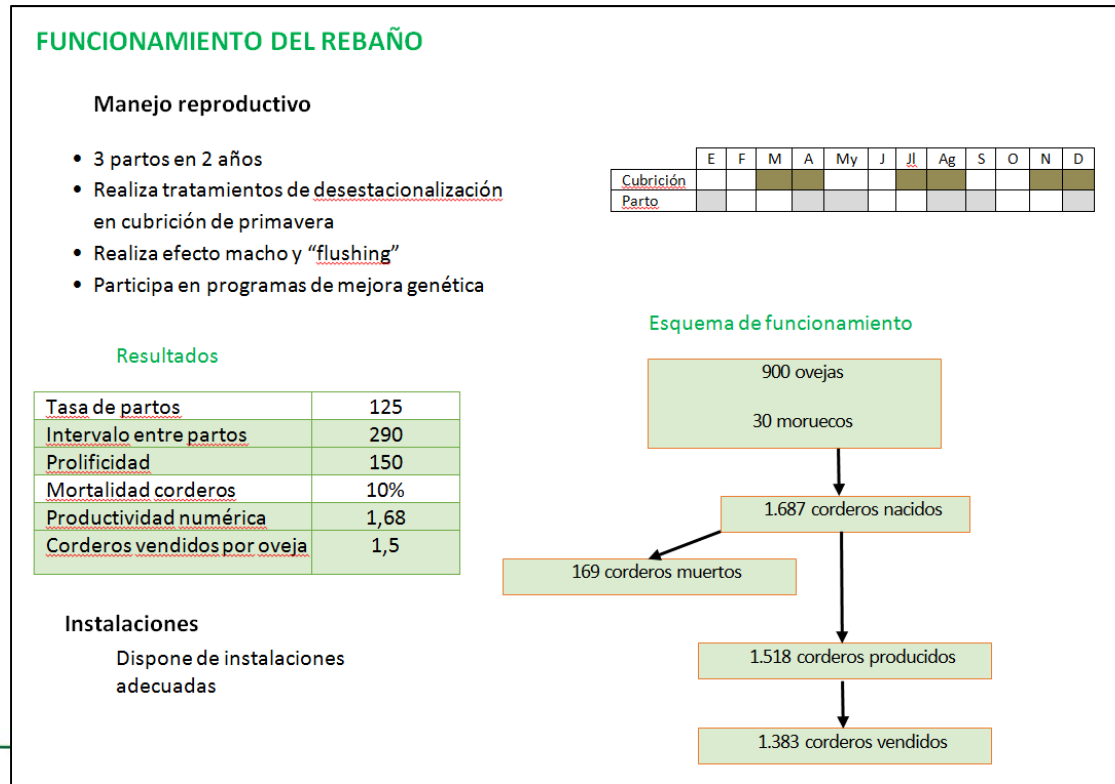 FUNCIONAMIENTO DEL REBAÑO
Manejo reproductivo
• 3 partos en 2 años
• Realiza tratamientos de desestacionalización
en cubrición de primavera
• Realiza efecto macho y “flushing”
• Participa en programas de mejora genética
E F M A My J Jl Ag S O N D
Cubrición
Parto
Resultados
Tasa de partos 125
Intervalo entre partos 290
Prolificidad 150
Mortalidad corderos 10%
Productividad numérica 1,68
Corderos vendidos por oveja 1,5
Instalaciones
Dispone de instalaciones
adecuadas
Esquema de funcionamiento
900 ovejas
30 moruecos
1.687 corderos nacidos
169 corderos muertos
1.518 corderos producidos
1.383 corderos vendidos